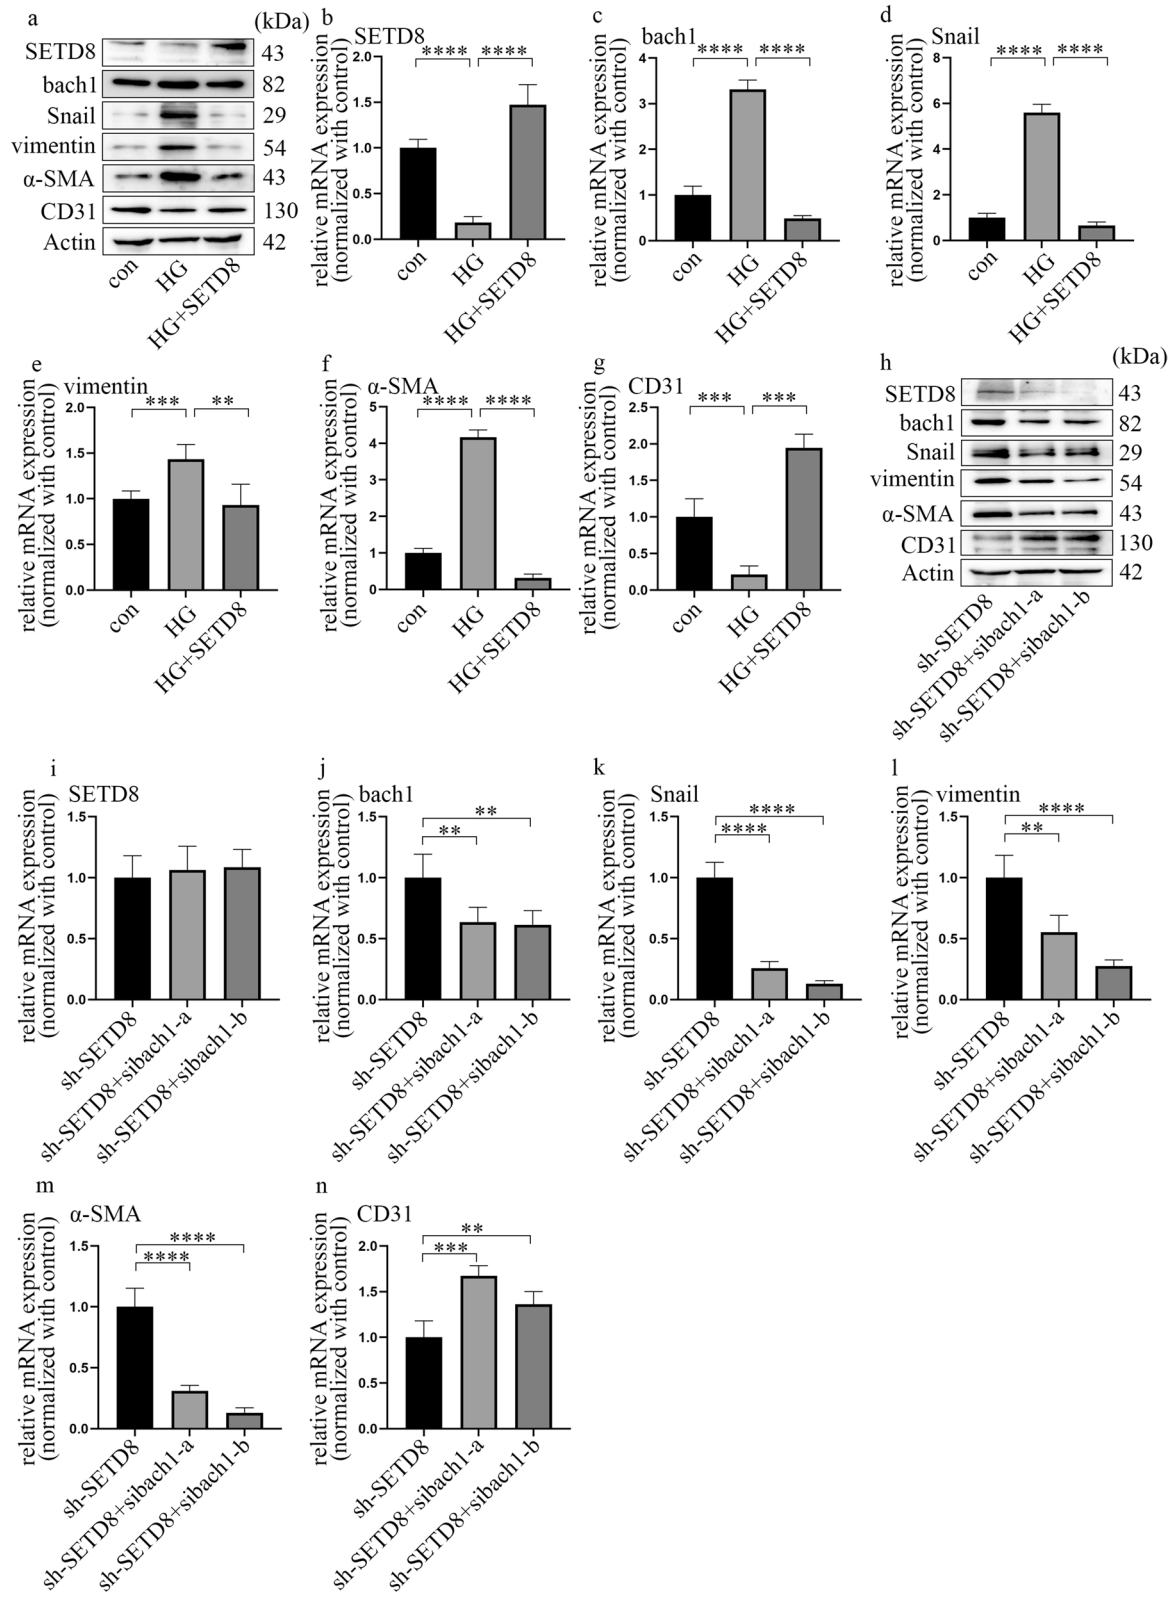 a
(kDa)
SETD8 43
bach1 82
Snail 29
vimentin 54
α-SMA 43
CD31 130
Actin 42
con
HG
HG+SETD8
b
SETD8
**** ****
relative mRNA expression
(normalized with control)
2.0
1.5
1.0
0.5
0.0
con
HG
HG+SETD8
c
bach1
**** ****
relative mRNA expression
(normalized with control)
4
3
2
1
0
con
HG
HG+SETD8
d
Snail
**** ****
relative mRNA expression
(normalized with control)
8
6
4
2
0
con
HG
HG+SETD8
e
vimentin
*** **
relative mRNA expression
(normalized with control)
2.0
1.5
1.0
0.5
0.0
con
HG
HG+SETD8
f
α-SMA
**** ****
relative mRNA expression
(normalized with control)
5
4
3
2
1
0
con
HG
HG+SETD8
g
CD31
*** ***
relative mRNA expression
(normalized with control)
2.5
2.0
1.5
1.0
0.5
0.0
con
HG
HG+SETD8
h
(kDa)
SETD8 43
bach1 82
Snail 29
vimentin 54
α-SMA 43
CD31 130
Actin 42
sh-SETD8
sh-SETD8+sibach1-a
sh-SETD8+sibach1-b
i
SETD8
relative mRNA expression
(normalized with control)
1.5
1.0
0.5
0.0
sh-SETD8
sh-SETD8+sibach1-a
sh-SETD8+sibach1-b
j
bach1
**
**
relative mRNA expression
(normalized with control)
1.5
1.0
0.5
0.0
sh-SETD8
sh-SETD8+sibach1-a
sh-SETD8+sibach1-b
k
Snail
****
****
relative mRNA expression
(normalized with control)
1.5
1.0
0.5
0.0
sh-SETD8
sh-SETD8+sibach1-a
sh-SETD8+sibach1-b
l
vimentin
****
**
relative mRNA expression
(normalized with control)
1.5
1.0
0.5
0.0
sh-SETD8
sh-SETD8+sibach1-a
sh-SETD8+sibach1-b
m
α-SMA
****
****
relative mRNA expression
(normalized with control)
1.5
1.0
0.5
0.0
sh-SETD8
sh-SETD8+sibach1-a
sh-SETD8+sibach1-b
n
CD31
**
***
relative mRNA expression
(normalized with control)
2.0
1.5
1.0
0.5
0.0
sh-SETD8
sh-SETD8+sibach1-a
sh-SETD8+sibach1-b